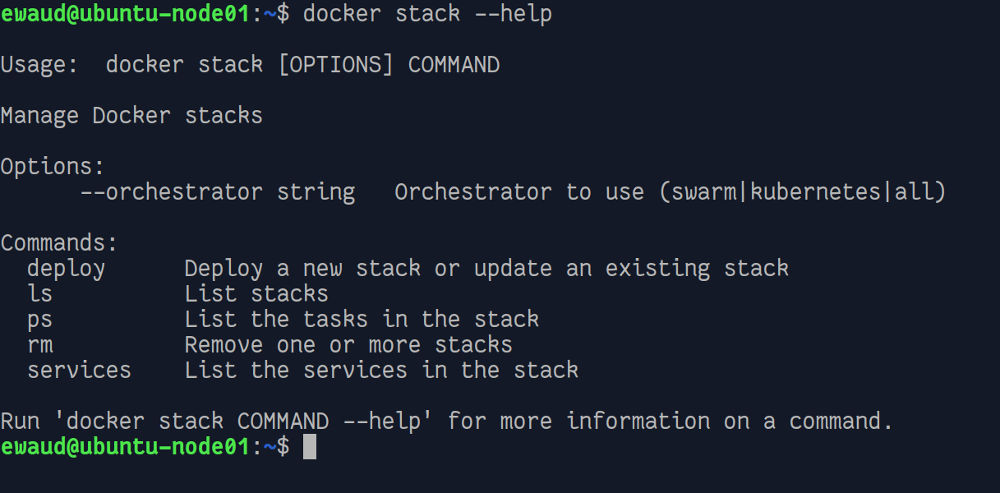 ewaud@ubuntu-node01:~$ docker stack --help
Usage:  docker stack [OPTIONS] COMMAND
Manage Docker stacks
Options:
      --orchestrator string   Orchestrator to use (swarm|kubernetes|all)
Commands:
  deploy      Deploy a new stack or update an existing stack
  ls          List stacks
  ps          List the tasks in the stack
  rm          Remove one or more stacks
  services    List the services in the stack
Run 'docker stack COMMAND --help' for more information on a command.
ewaud@ubuntu-node01:~$